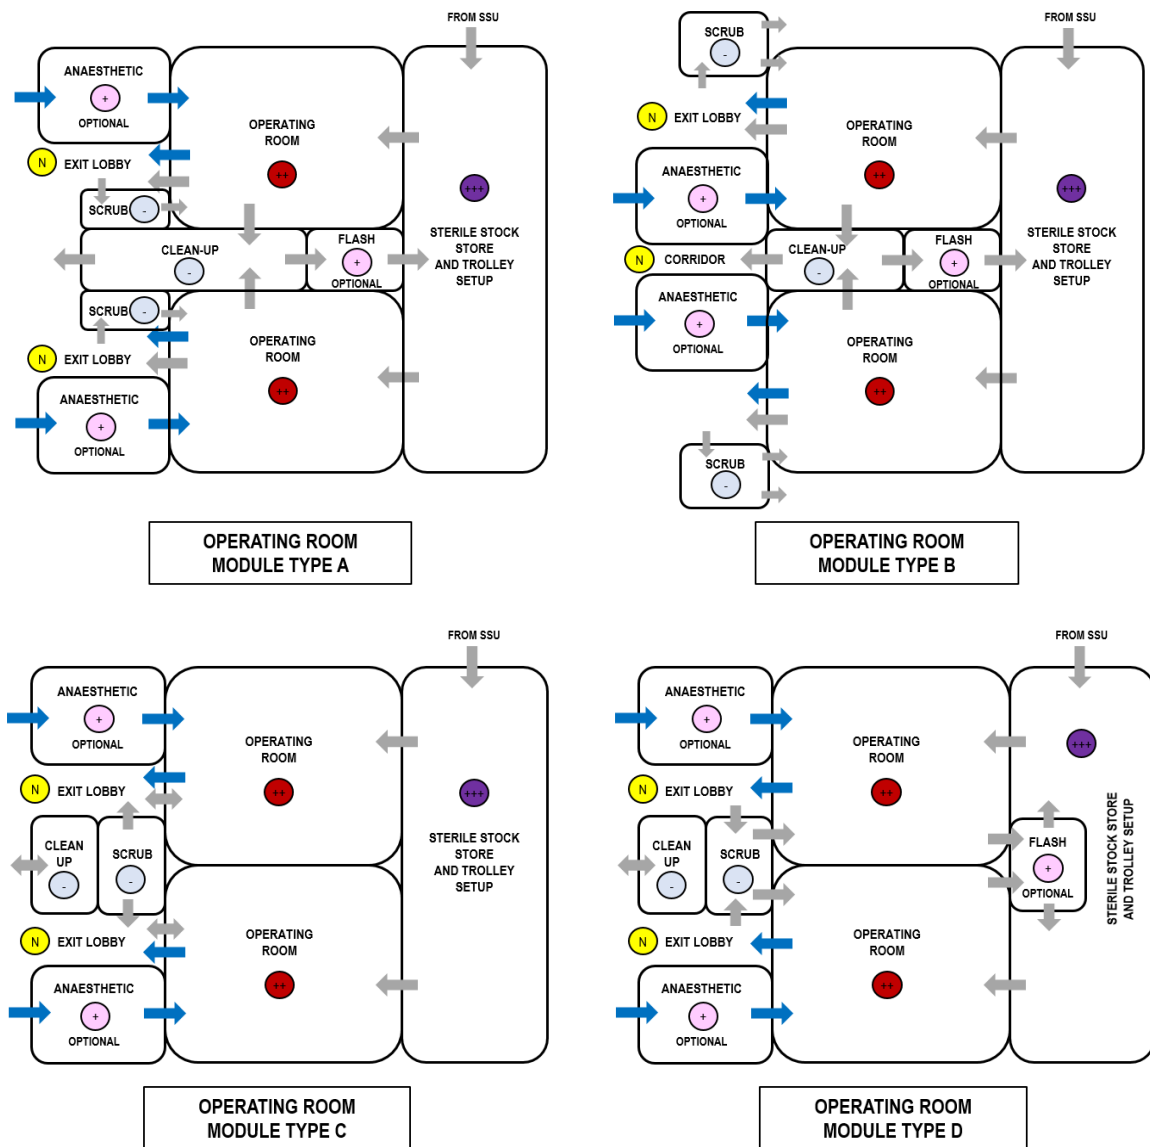 FROM SSU
ANAESTHETIC
+
OPTIONAL
N EXIT LOBBY
SCRUB -
OPERATING
ROOM
++
+++
STERILE STOCK
STORE
AND TROLLEY
SETUP
CLEAN-UP
-
FLASH
+
OPTIONAL
SCRUB -
N EXIT LOBBY
ANAESTHETIC
+
OPTIONAL
OPERATING
ROOM
++
OPERATING ROOM
MODULE TYPE A
FROM SSU
SCRUB
-
N EXIT LOBBY
OPERATING
ROOM
++
ANAESTHETIC
+
OPTIONAL
+++
STERILE STOCK
STORE
AND TROLLEY
SETUP
N CORRIDOR
CLEAN-UP
-
FLASH
+
OPTIONAL
ANAESTHETIC
+
OPTIONAL
OPERATING
ROOM
++
SCRUB
-
OPERATING ROOM
MODULE TYPE B
FROM SSU
ANAESTHETIC
+
OPTIONAL
N EXIT LOBBY
OPERATING
ROOM
++
+++
STERILE STOCK
STORE
AND TROLLEY
SETUP
CLEAN
UP
-
SCRUB
-
N EXIT LOBBY
ANAESTHETIC
+
OPTIONAL
OPERATING
ROOM
++
OPERATING ROOM
MODULE TYPE C
FROM SSU
ANAESTHETIC
+
OPTIONAL
N EXIT LOBBY
OPERATING
ROOM
++
+++
STERILE STOCK STORE
AND TROLLEY SETUP
CLEAN
UP
-
SCRUB
-
FLASH
+
OPTIONAL
N EXIT LOBBY
ANAESTHETIC
+
OPTIONAL
OPERATING
ROOM
++
OPERATING ROOM
MODULE TYPE D